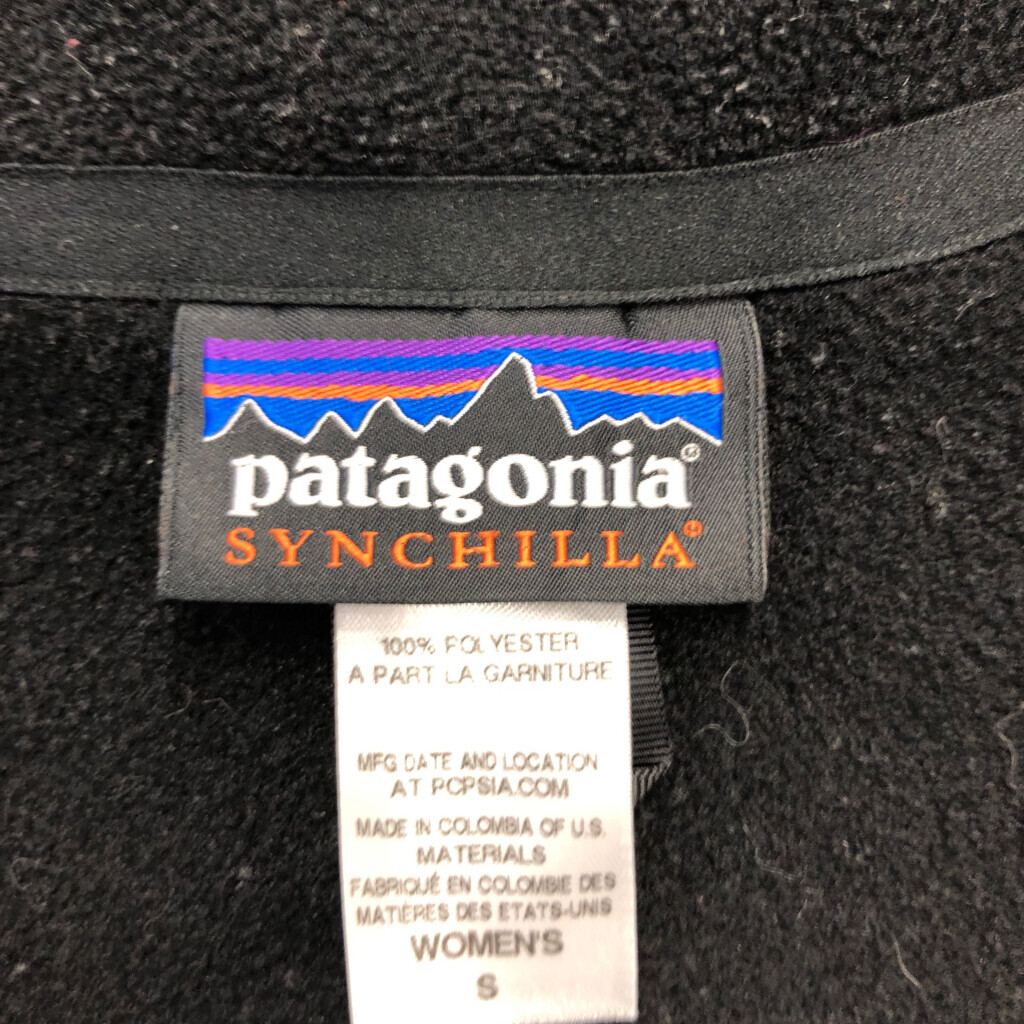 patagonia®
SYNCHILLA®
100% POLYESTER
A PART LA GARNITURE
MFG DATE AND LOCATION
AT PCPSIA.COM
MADE IN COLOMBIA OF U.S.
MATERIALS
FABRIQUÉ EN COLOMBIE DES
MATIÈRES DES ETATS-UNIS
WOMEN'S
S